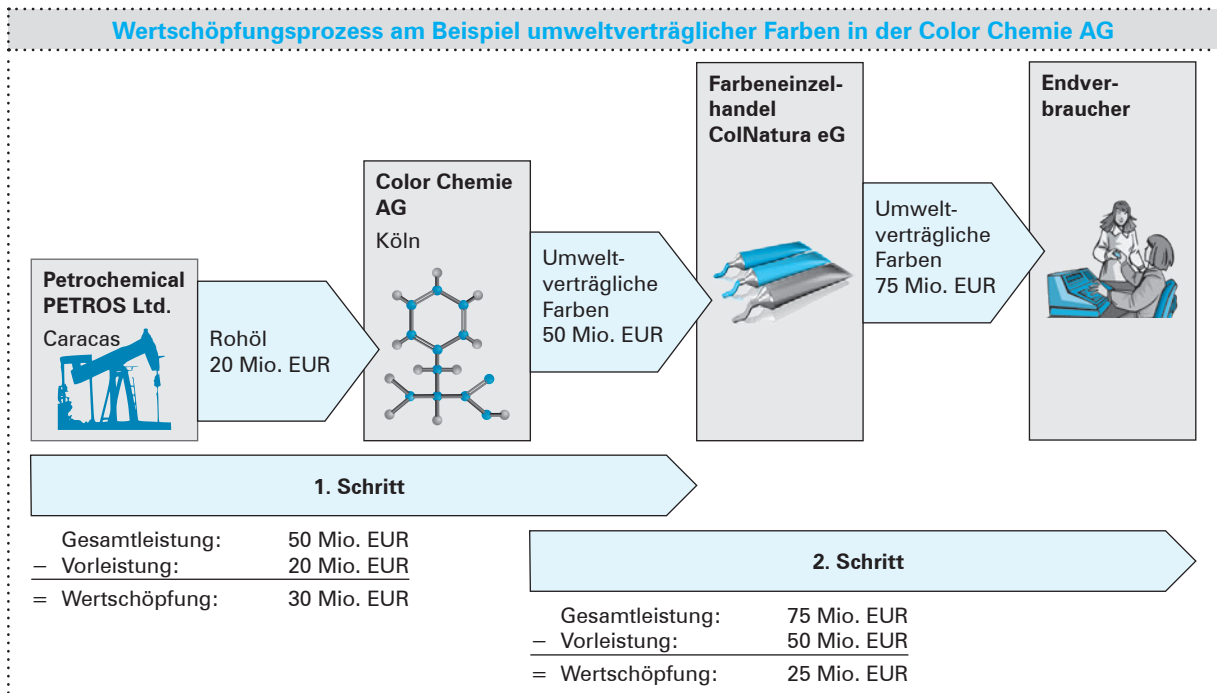 Wertschöpfungsprozess am Beispiel umweltverträglicher Farben in der Color Chemie AG
Petrochemical
PETROS Ltd.
Caracas
Rohöl
20 Mio. EUR
Color Chemie
AG
Köln
Umwelt-
verträgliche
Farben
50 Mio. EUR
Farbeneinzel-
handel
ColNatura eG
Umwelt-
verträgliche
Farben
75 Mio. EUR
Endver-
braucher
1. Schritt
Gesamtleistung: 50 Mio. EUR
– Vorleistung: 20 Mio. EUR
= Wertschöpfung: 30 Mio. EUR
2. Schritt
Gesamtleistung: 75 Mio. EUR
– Vorleistung: 50 Mio. EUR
= Wertschöpfung: 25 Mio. EUR